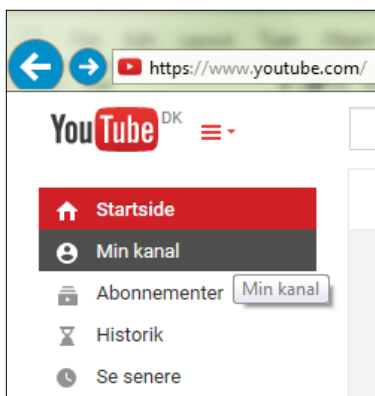 https://www.youtube.com/
YouTube DK
Startside
Min kanal
Abonnementer
Min kanal
Historik
Se senere